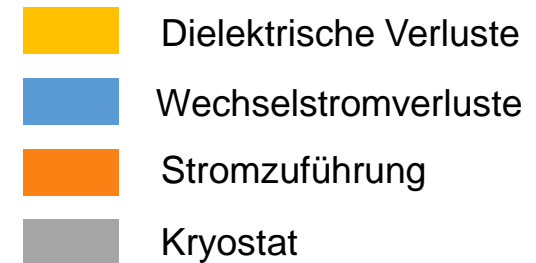 Dielektrische Verluste
Wechselstromverluste
Stromzuführung
Kryostat